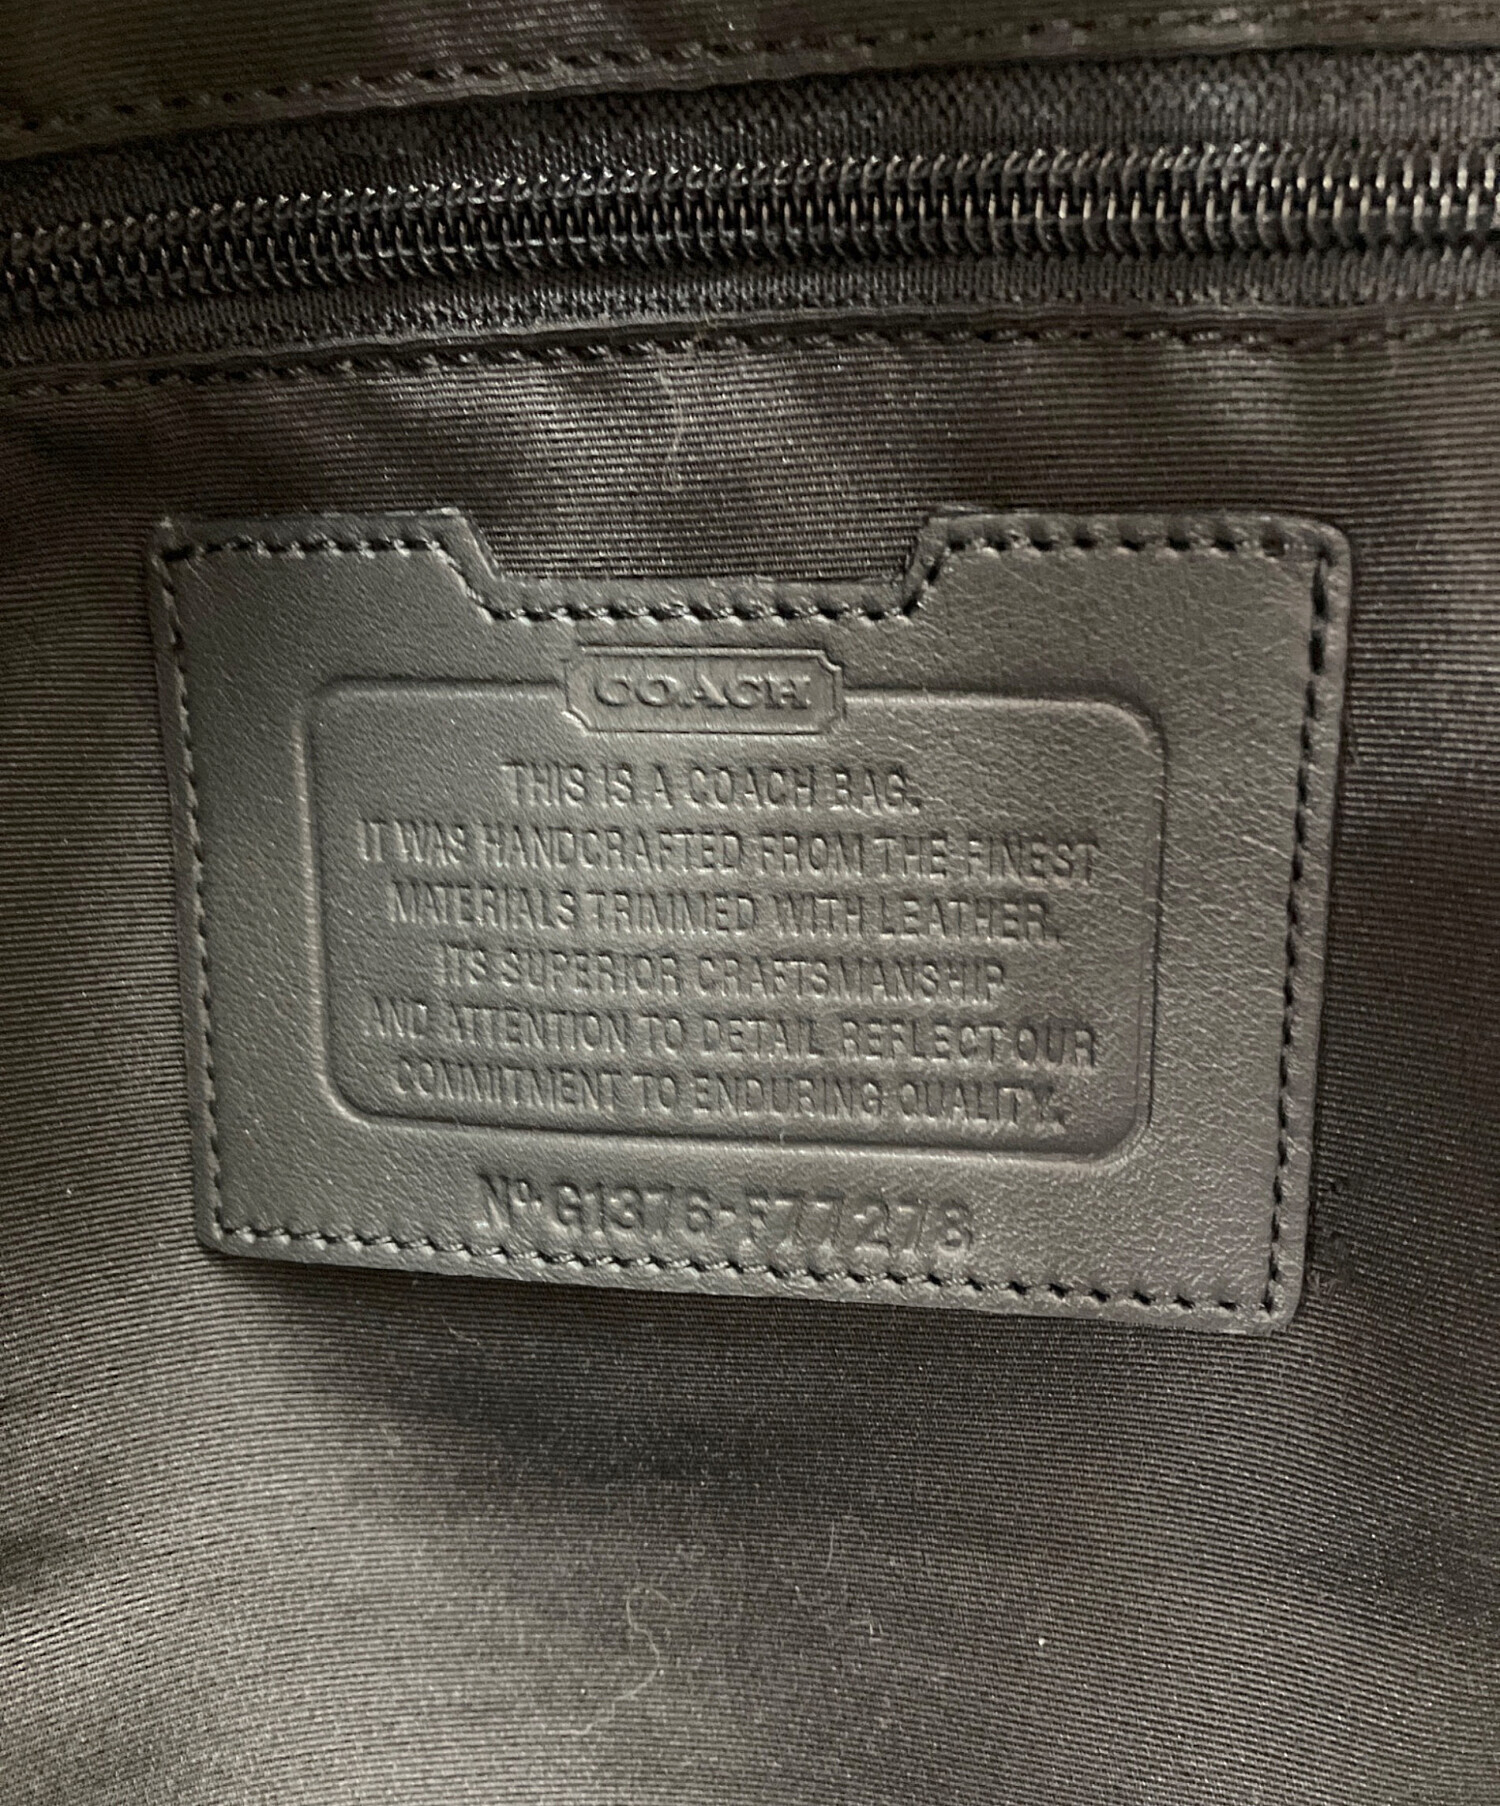 COACH
THIS IS A COACH BAG.
IT WAS HANDCRAFTED FROM THE FINEST
MATERIALS TRIMMED WITH LEATHER.
ITS SUPERIOR CRAFTSMANSHIP
AND ATTENTION TO DETAIL REFLECT OUR
COMMITMENT TO ENDURING QUALITY.
Nº G1376-F77278